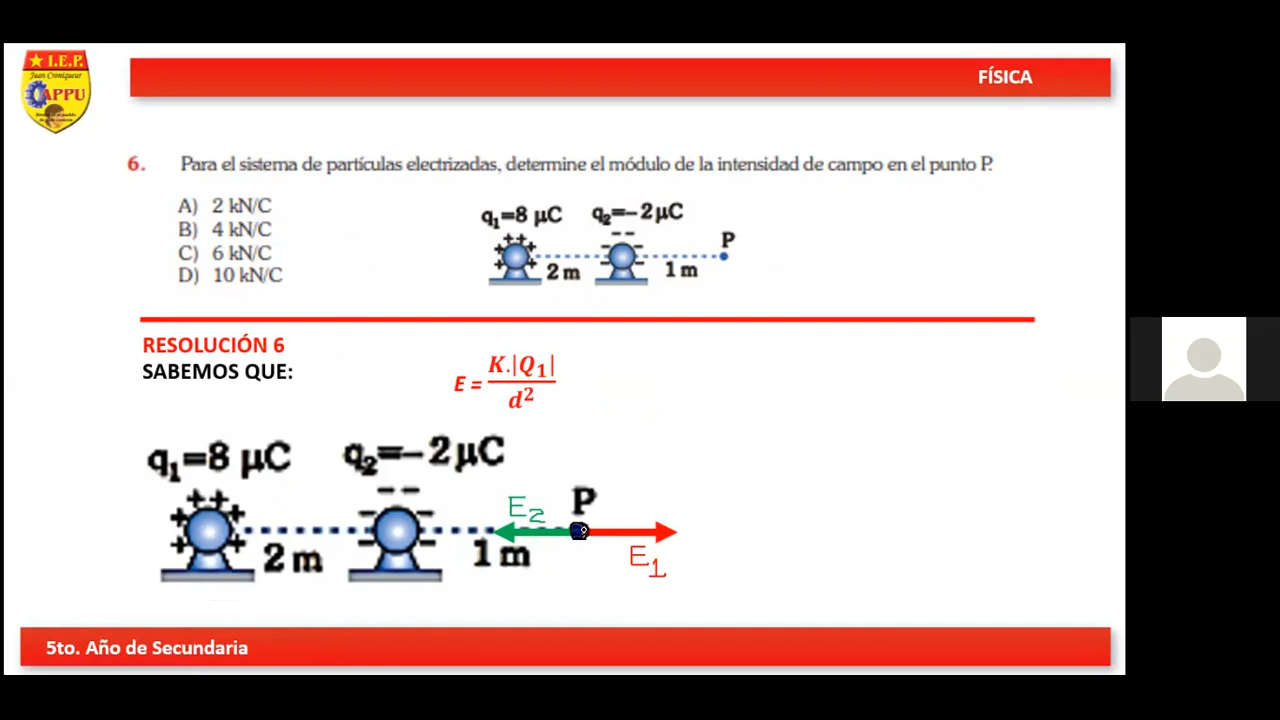 I.E.P.
Juan Croniqueur
APPU
FÍSICA
6. Para el sistema de partículas electrizadas, determine el módulo de la intensidad de campo en el punto P.
A) 2 kN/C
B) 4 kN/C
C) 6 kN/C
D) 10 kN/C
q₁=8 µC q₂=–2 µC
P
2 m 1 m
RESOLUCIÓN 6
SABEMOS QUE:
E = K.|Q₁| / d²
q₁=8 µC q₂=–2 µC
E₂ P
2 m 1 m E₁
5to. Año de Secundaria